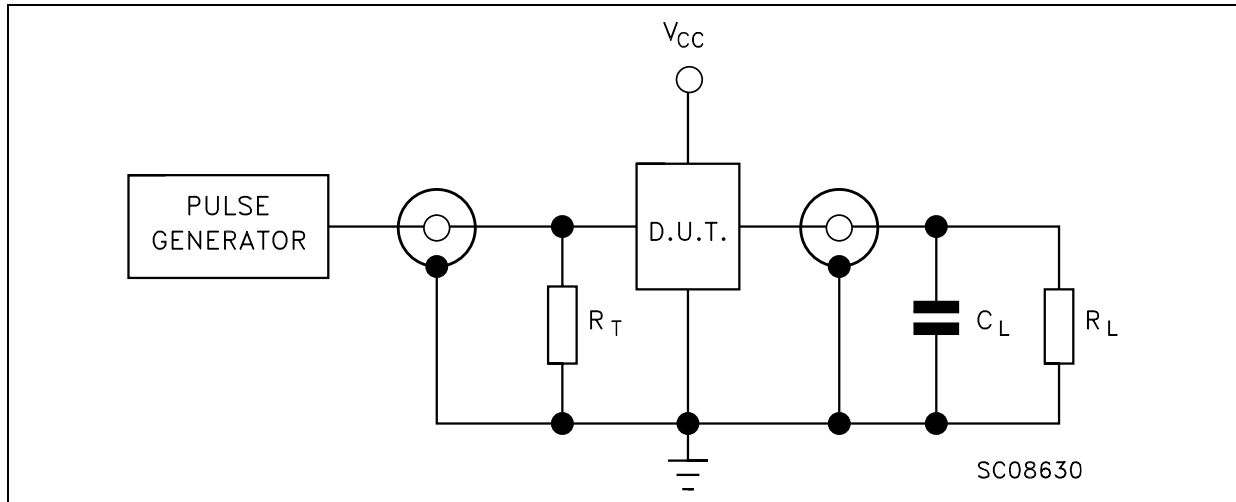 VCC
PULSE
GENERATOR
D.U.T.
RT
CL
RL
SC08630